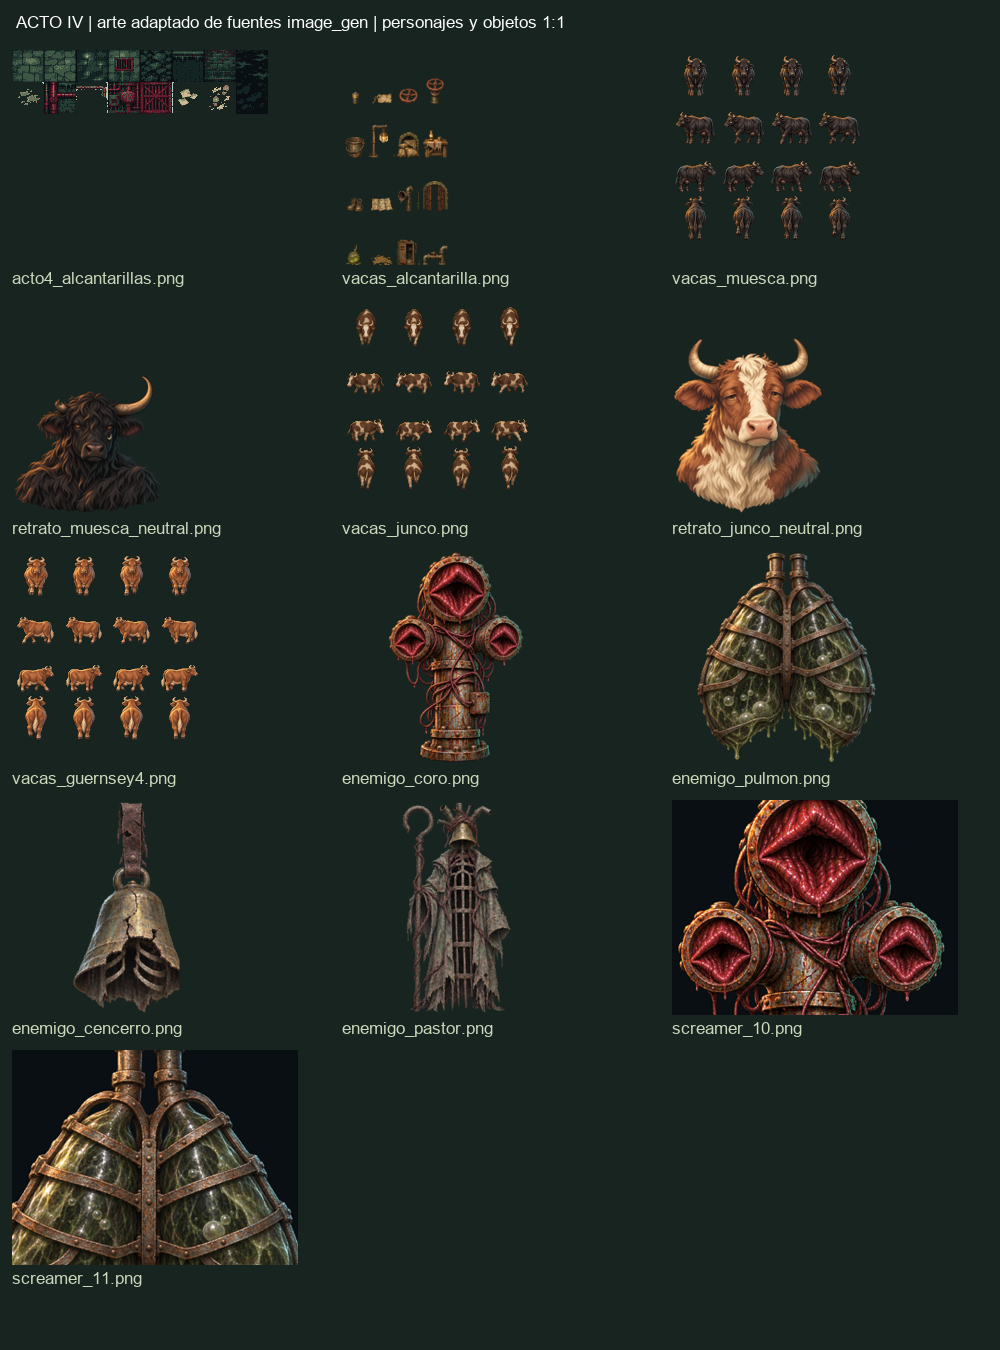 ACTO IV | arte adaptado de fuentes image_gen | personajes y objetos 1:1
acto4_alcantarillas.png
vacas_alcantarilla.png
vacas_muesca.png
retrato_muesca_neutral.png
vacas_junco.png
retrato_junco_neutral.png
vacas_guernsey4.png
enemigo_coro.png
enemigo_pulmon.png
enemigo_cencerro.png
enemigo_pastor.png
screamer_10.png
screamer_11.png